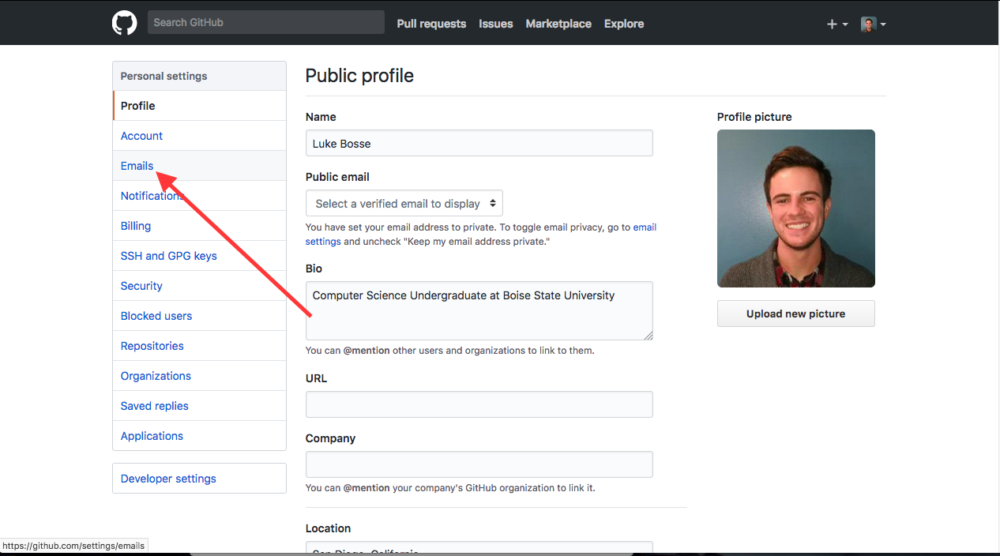 Search GitHub
Pull requests
Issues
Marketplace
Explore
Personal settings
Profile
Account
Emails
Notifications
Billing
SSH and GPG keys
Security
Blocked users
Repositories
Organizations
Saved replies
Applications
Developer settings
Public profile
Name
Luke Bosse
Public email
Select a verified email to display
You have set your email address to private. To toggle email privacy, go to email
settings and uncheck "Keep my email address private."
Bio
Computer Science Undergraduate at Boise State University
You can @mention other users and organizations to link to them.
URL
Company
You can @mention your company's GitHub organization to link it.
Location
San Diego, California
Profile picture
Upload new picture
https://github.com/settings/emails